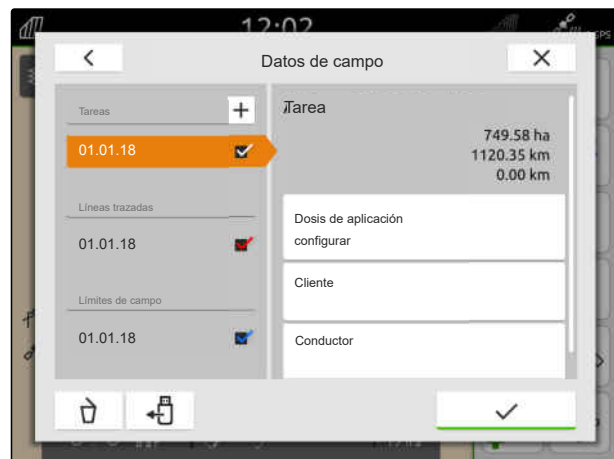 12:02
GPS
Datos de campo
Tareas
Tarea
01.01.18
749.58 ha
1120.35 km
0.00 km
Líneas trazadas
Dosis de aplicación
configurar
01.01.18
Cliente
Límites de campo
01.01.18
Conductor